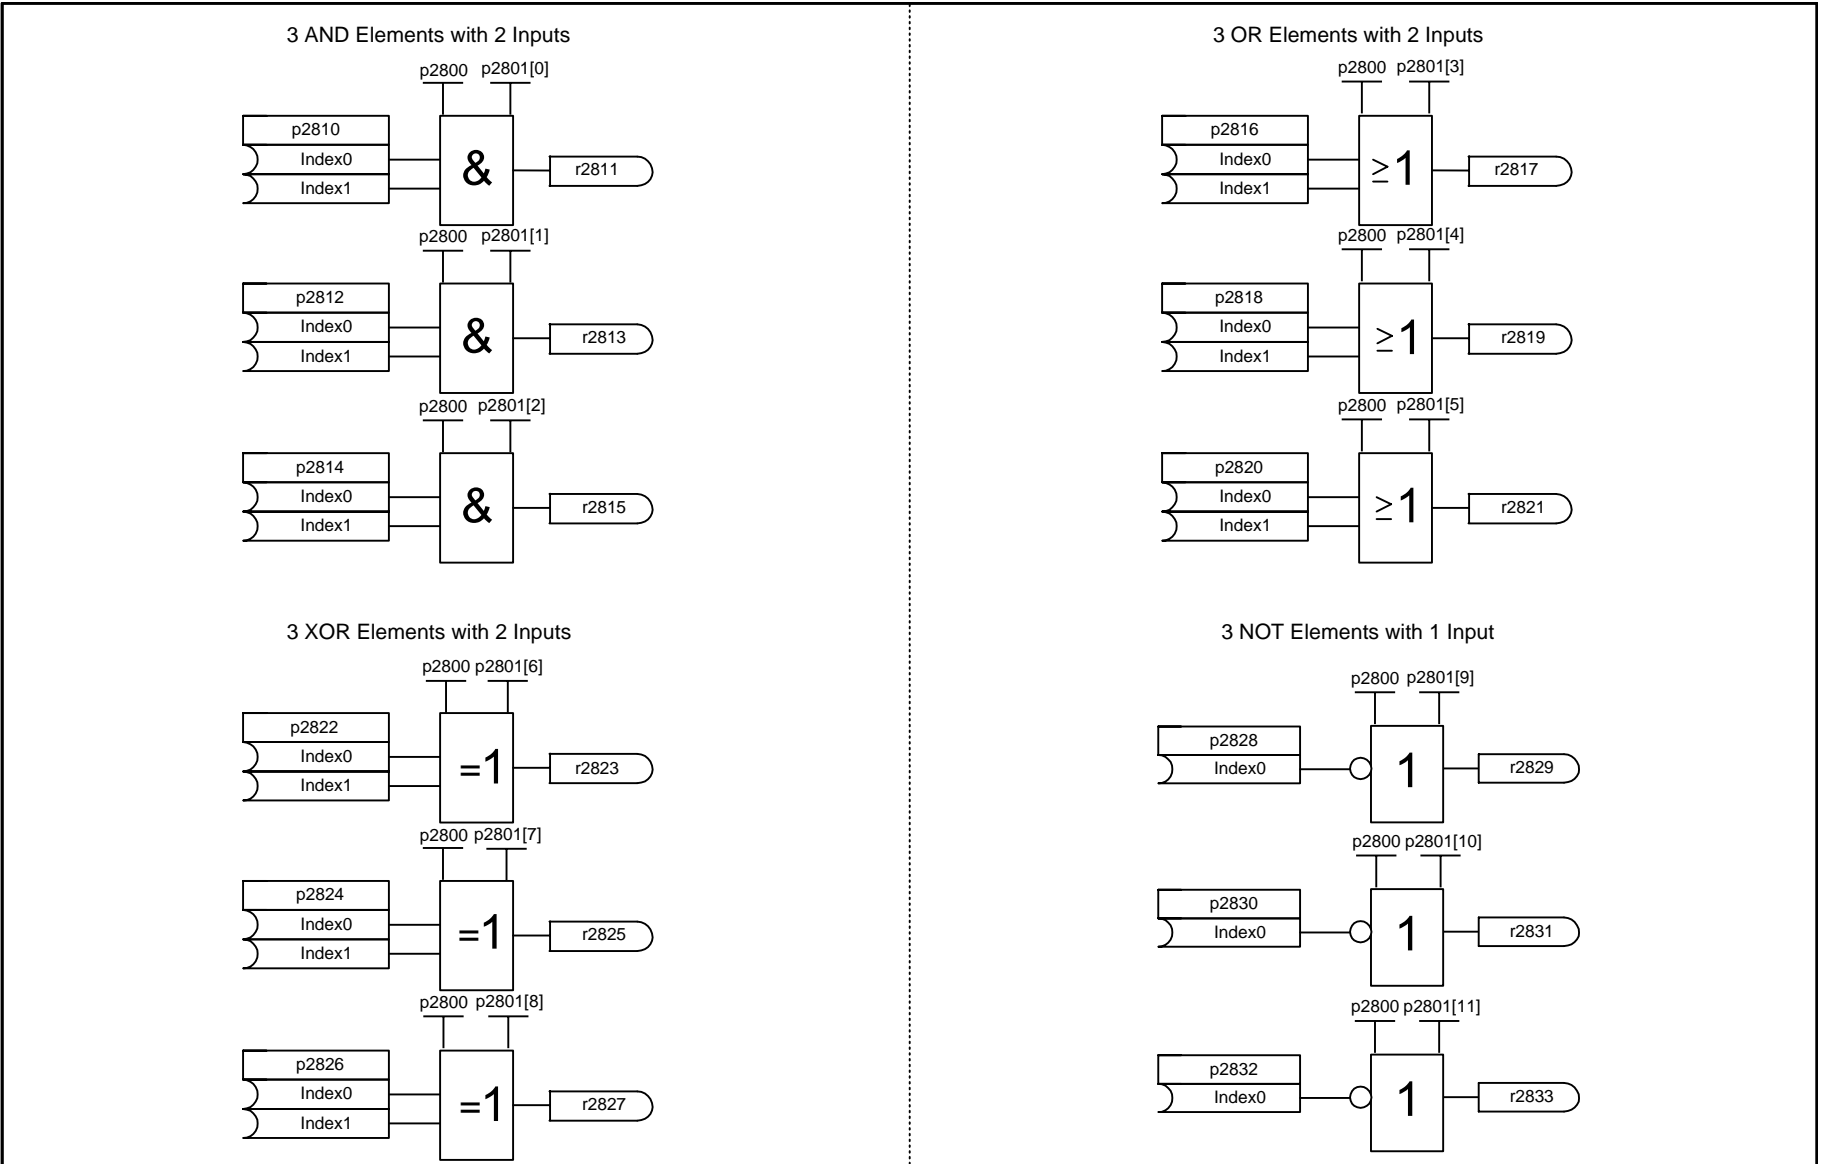 3 AND Elements with 2 Inputs
p2800 p2801[0]
p2810
Index0
Index1
&
r2811
p2800 p2801[1]
p2812
Index0
Index1
&
r2813
p2800 p2801[2]
p2814
Index0
Index1
&
r2815
3 OR Elements with 2 Inputs
p2800 p2801[3]
p2816
Index0
Index1
≥1
r2817
p2800 p2801[4]
p2818
Index0
Index1
≥1
r2819
p2800 p2801[5]
p2820
Index0
Index1
≥1
r2821
3 XOR Elements with 2 Inputs
p2800 p2801[6]
p2822
Index0
Index1
=1
r2823
p2800 p2801[7]
p2824
Index0
Index1
=1
r2825
p2800 p2801[8]
p2826
Index0
Index1
=1
r2827
3 NOT Elements with 1 Input
p2800 p2801[9]
p2828
Index0
1
r2829
p2800 p2801[10]
p2830
Index0
1
r2831
p2800 p2801[11]
p2832
Index0
1
r2833